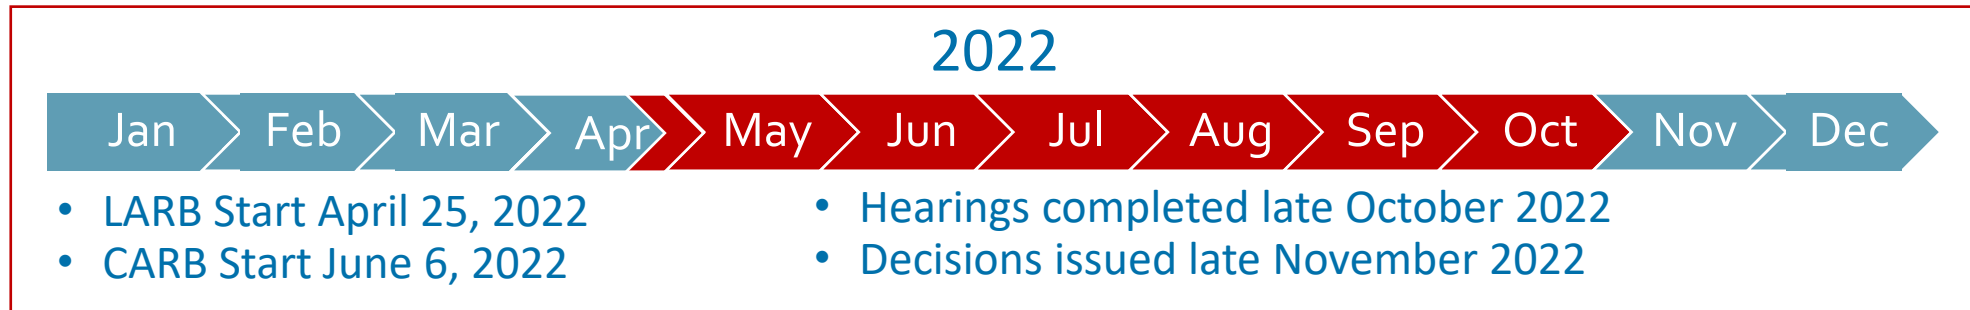 2022
Jan Feb Mar Apr May Jun Jul Aug Sep Oct Nov Dec
• LARB Start April 25, 2022
• CARB Start June 6, 2022
• Hearings completed late October 2022
• Decisions issued late November 2022